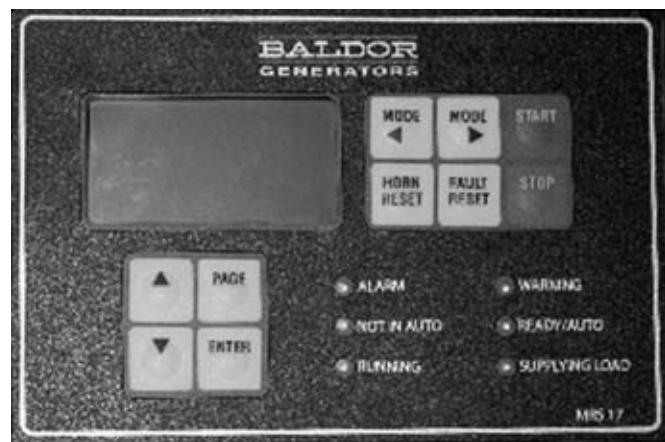 BALDOR
GENERATORS
MODE
MODE
START
HORN
RESET
FAULT
RESET
STOP
PAGE
ENTER
ALARM
WARNING
NOT IN AUTO
READY/AUTO
RUNNING
SUPPLYING LOAD
MRS 17